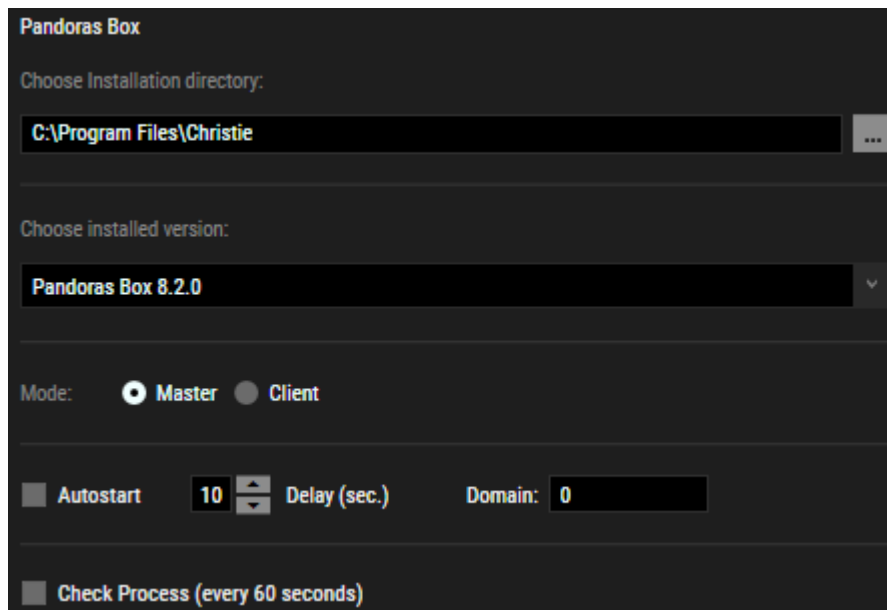 Pandoras Box
Choose Installation directory:
C:\Program Files\Christie
...
Choose installed version:
Pandoras Box 8.2.0
Mode: Master Client
Autostart 10 Delay (sec.) Domain: 0
Check Process (every 60 seconds)